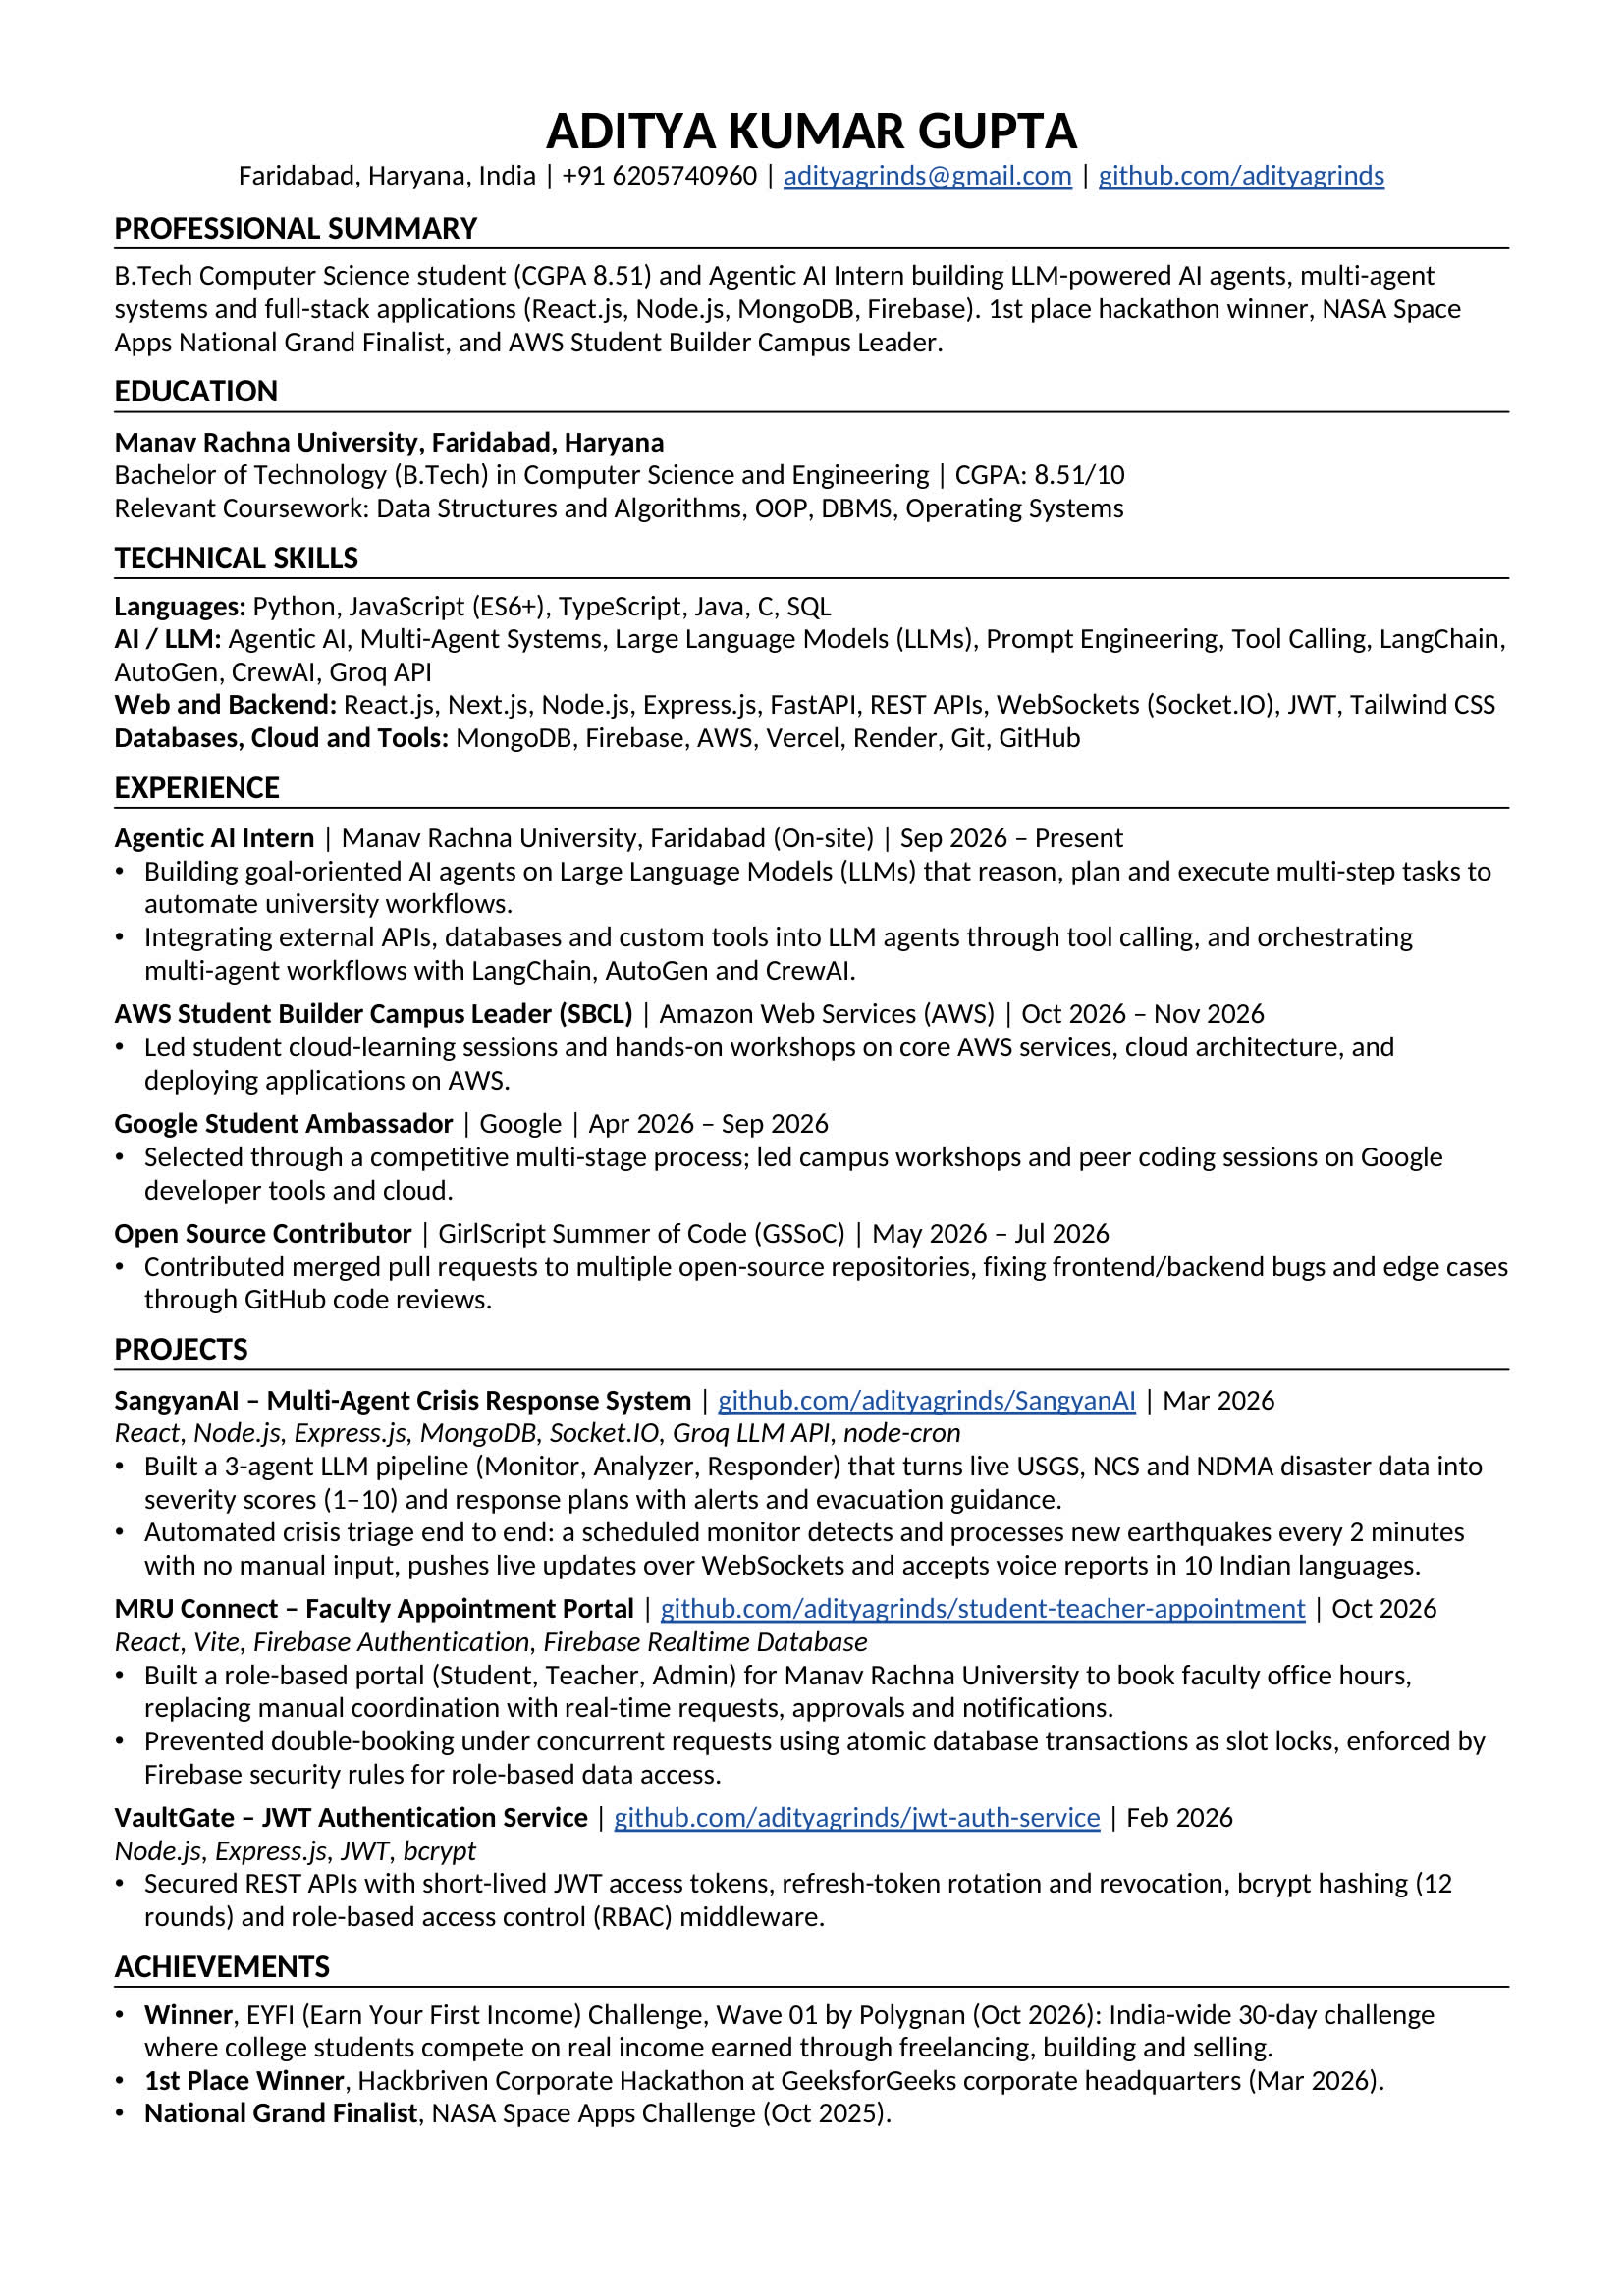 ADITYA KUMAR GUPTA
Faridabad, Haryana, India | +91 6205740960 | adityagrinds@gmail.com | github.com/adityagrinds
PROFESSIONAL SUMMARY
B.Tech Computer Science student (CGPA 8.51) and Agentic AI Intern building LLM-powered AI agents, multi-agent
systems and full-stack applications (React.js, Node.js, MongoDB, Firebase). 1st place hackathon winner, NASA Space
Apps National Grand Finalist, and AWS Student Builder Campus Leader.
EDUCATION
Manav Rachna University, Faridabad, Haryana
Bachelor of Technology (B.Tech) in Computer Science and Engineering | CGPA: 8.51/10
Relevant Coursework: Data Structures and Algorithms, OOP, DBMS, Operating Systems
TECHNICAL SKILLS
Languages: Python, JavaScript (ES6+), TypeScript, Java, C, SQL
AI / LLM: Agentic AI, Multi-Agent Systems, Large Language Models (LLMs), Prompt Engineering, Tool Calling, LangChain,
AutoGen, CrewAI, Groq API
Web and Backend: React.js, Next.js, Node.js, Express.js, FastAPI, REST APIs, WebSockets (Socket.IO), JWT, Tailwind CSS
Databases, Cloud and Tools: MongoDB, Firebase, AWS, Vercel, Render, Git, GitHub
EXPERIENCE
Agentic AI Intern | Manav Rachna University, Faridabad (On-site) | Sep 2026 – Present
• Building goal-oriented AI agents on Large Language Models (LLMs) that reason, plan and execute multi-step tasks to
automate university workflows.
• Integrating external APIs, databases and custom tools into LLM agents through tool calling, and orchestrating
multi-agent workflows with LangChain, AutoGen and CrewAI.
AWS Student Builder Campus Leader (SBCL) | Amazon Web Services (AWS) | Oct 2026 – Nov 2026
• Led student cloud-learning sessions and hands-on workshops on core AWS services, cloud architecture, and
deploying applications on AWS.
Google Student Ambassador | Google | Apr 2026 – Sep 2026
• Selected through a competitive multi-stage process; led campus workshops and peer coding sessions on Google
developer tools and cloud.
Open Source Contributor | GirlScript Summer of Code (GSSoC) | May 2026 – Jul 2026
• Contributed merged pull requests to multiple open-source repositories, fixing frontend/backend bugs and edge cases
through GitHub code reviews.
PROJECTS
SangyanAI – Multi-Agent Crisis Response System | github.com/adityagrinds/SangyanAI | Mar 2026
React, Node.js, Express.js, MongoDB, Socket.IO, Groq LLM API, node-cron
• Built a 3-agent LLM pipeline (Monitor, Analyzer, Responder) that turns live USGS, NCS and NDMA disaster data into
severity scores (1–10) and response plans with alerts and evacuation guidance.
• Automated crisis triage end to end: a scheduled monitor detects and processes new earthquakes every 2 minutes
with no manual input, pushes live updates over WebSockets and accepts voice reports in 10 Indian languages.
MRU Connect – Faculty Appointment Portal | github.com/adityagrinds/student-teacher-appointment | Oct 2026
React, Vite, Firebase Authentication, Firebase Realtime Database
• Built a role-based portal (Student, Teacher, Admin) for Manav Rachna University to book faculty office hours,
replacing manual coordination with real-time requests, approvals and notifications.
• Prevented double-booking under concurrent requests using atomic database transactions as slot locks, enforced by
Firebase security rules for role-based data access.
VaultGate – JWT Authentication Service | github.com/adityagrinds/jwt-auth-service | Feb 2026
Node.js, Express.js, JWT, bcrypt
• Secured REST APIs with short-lived JWT access tokens, refresh-token rotation and revocation, bcrypt hashing (12
rounds) and role-based access control (RBAC) middleware.
ACHIEVEMENTS
• Winner, EYFI (Earn Your First Income) Challenge, Wave 01 by Polygnan (Oct 2026): India-wide 30-day challenge
where college students compete on real income earned through freelancing, building and selling.
• 1st Place Winner, Hackbriven Corporate Hackathon at GeeksforGeeks corporate headquarters (Mar 2026).
• National Grand Finalist, NASA Space Apps Challenge (Oct 2025).